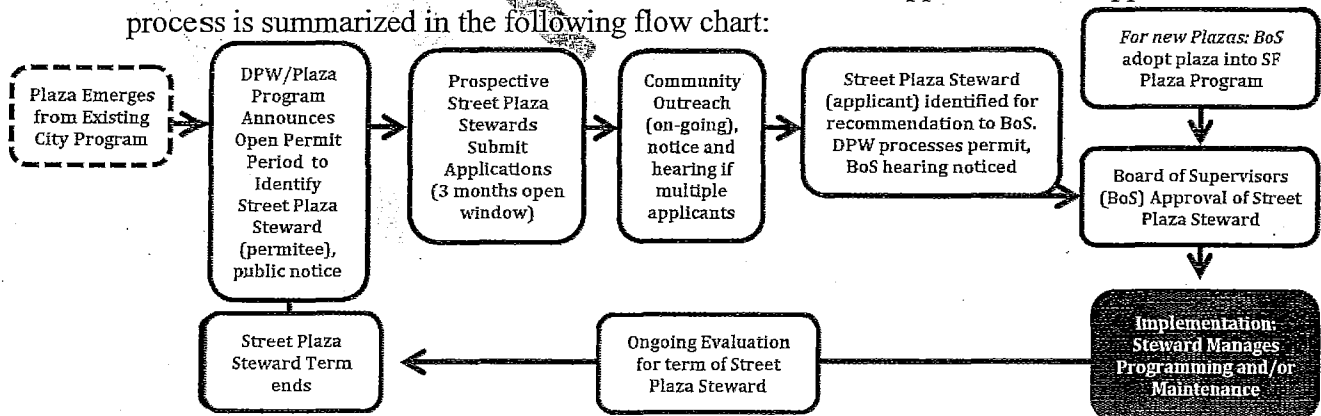 process is summarized in the following flow chart:
Plaza Emerges
from Existing
City Program
DPW/Plaza
Program
Announces
Open Permit
Period to
Identify
Street Plaza
Steward
(permitee),
public notice
Prospective
Street Plaza
Stewards
Submit
Applications
(3 months open
window)
Community
Outreach
(on-going),
notice and
hearing if
multiple
applicants
Street Plaza Steward
(applicant) identified for
recommendation to BoS.
DPW processes permit,
BoS hearing noticed
For new Plazas: BoS
adopt plaza into SF
Plaza Program
Board of Supervisors
(BoS) Approval of Street
Plaza Steward
Implementation:
Steward Manages
Programming and/or
Maintenance
Ongoing Evaluation
for term of Street
Plaza Steward
Street Plaza
Steward Term
ends